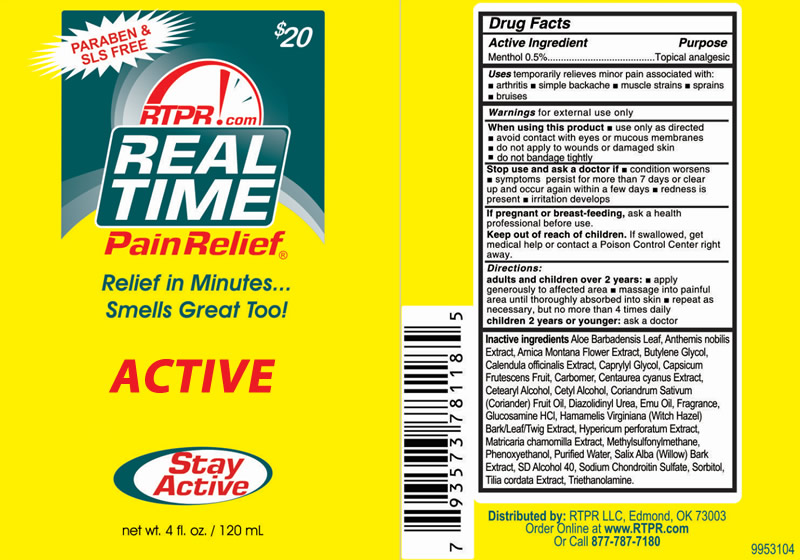 PARABEN &
SLS FREE
$20
RTPR!.com
REAL
TIME
Pain Relief®
Relief in Minutes...
Smells Great Too!
ACTIVE
Stay
Active
net wt. 4 fl. oz. / 120 mL
Drug Facts
Active Ingredient Purpose
Menthol 0.5%......................................Topical analgesic
Uses temporarily relieves minor pain associated with:
■ arthritis ■ simple backache ■ muscle strains ■ sprains
■ bruises
Warnings for external use only
When using this product ■ use only as directed
■ avoid contact with eyes or mucous membranes
■ do not apply to wounds or damaged skin
■ do not bandage tightly
Stop use and ask a doctor if ■ condition worsens
■ symptoms persist for more than 7 days or clear
up and occur again within a few days ■ redness is
present ■ irritation develops
If pregnant or breast-feeding, ask a health
professional before use.
Keep out of reach of children. If swallowed, get
medical help or contact a Poison Control Center right
away.
Directions:
adults and children over 2 years: ■ apply
generously to affected area ■ massage into painful
area until thoroughly absorbed into skin ■ repeat as
necessary, but no more than 4 times daily
children 2 years or younger: ask a doctor
Inactive ingredients Aloe Barbadensis Leaf, Anthemis nobilis
Extract, Arnica Montana Flower Extract, Butylene Glycol,
Calendula officinalis Extract, Caprylyl Glycol, Capsicum
Frutescens Fruit, Carbomer, Centaurea cyanus Extract,
Cetearyl Alcohol, Cetyl Alcohol, Coriandrum Sativum
(Coriander) Fruit Oil, Diazolidinyl Urea, Emu Oil, Fragrance,
Glucosamine HCl, Hamamelis Virginiana (Witch Hazel)
Bark/Leaf/Twig Extract, Hypericum perforatum Extract,
Matricaria chamomilla Extract, Methylsulfonylmethane,
Phenoxyethanol, Purified Water, Salix Alba (Willow) Bark
Extract, SD Alcohol 40, Sodium Chondroitin Sulfate, Sorbitol,
Tilia cordata Extract, Triethanolamine.
7 93573 78118 5
Distributed by: RTPR LLC, Edmond, OK 73003
Order Online at www.RTPR.com
Or Call 877-787-7180
9953104